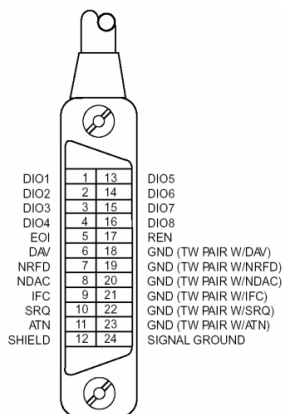 DIO1 1 13 DIO5
DIO2 2 14 DIO6
DIO3 3 15 DIO7
DIO4 4 16 DIO8
EOI 5 17 REN
DAV 6 18 GND (TW PAIR W/DAV)
NRFD 7 19 GND (TW PAIR W/NRFD)
NDAC 8 20 GND (TW PAIR W/NDAC)
IFC 9 21 GND (TW PAIR W/IFC)
SRQ 10 22 GND (TW PAIR W/SRQ)
ATN 11 23 GND (TW PAIR W/ATN)
SHIELD 12 24 SIGNAL GROUND